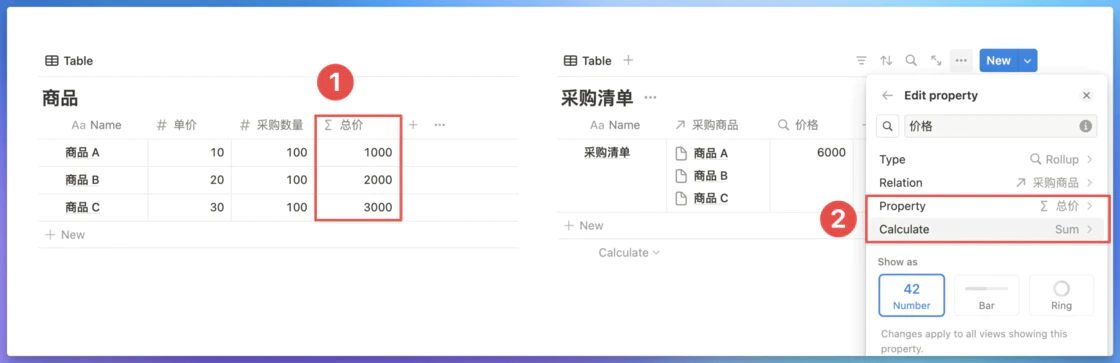 Table
1
商品
Aa Name # 单价 # 采购数量 Σ 总价 + ···
商品 A 10 100 1000
商品 B 20 100 2000
商品 C 30 100 3000
+ New
Table +
采购清单 ···
Aa Name ↗ 采购商品 价格
采购清单 商品 A 6000
商品 B
商品 C
+ New
Calculate
··· New
← Edit property ×
价格
Type Rollup >
Relation ↗ 采购商品 >
2
Property Σ 总价 >
Calculate Sum >
Show as
42
Number Bar Ring
Changes apply to all views showing this
property.